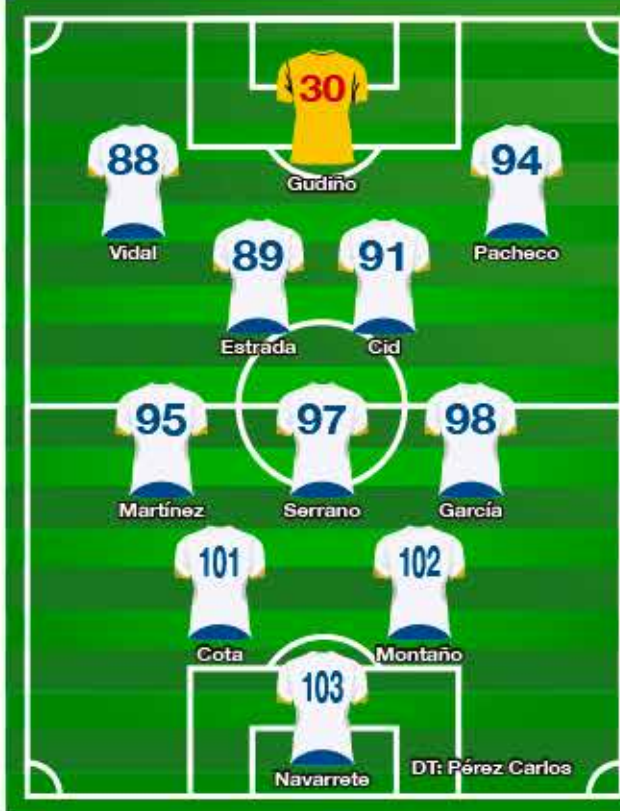 30
Gudiño
88
Vidal
94
Pacheco
89
Estrada
91
Cid
95
Martínez
97
Serrano
98
García
101
Cota
102
Montaño
103
Navarrete
DT: Pérez Carlos